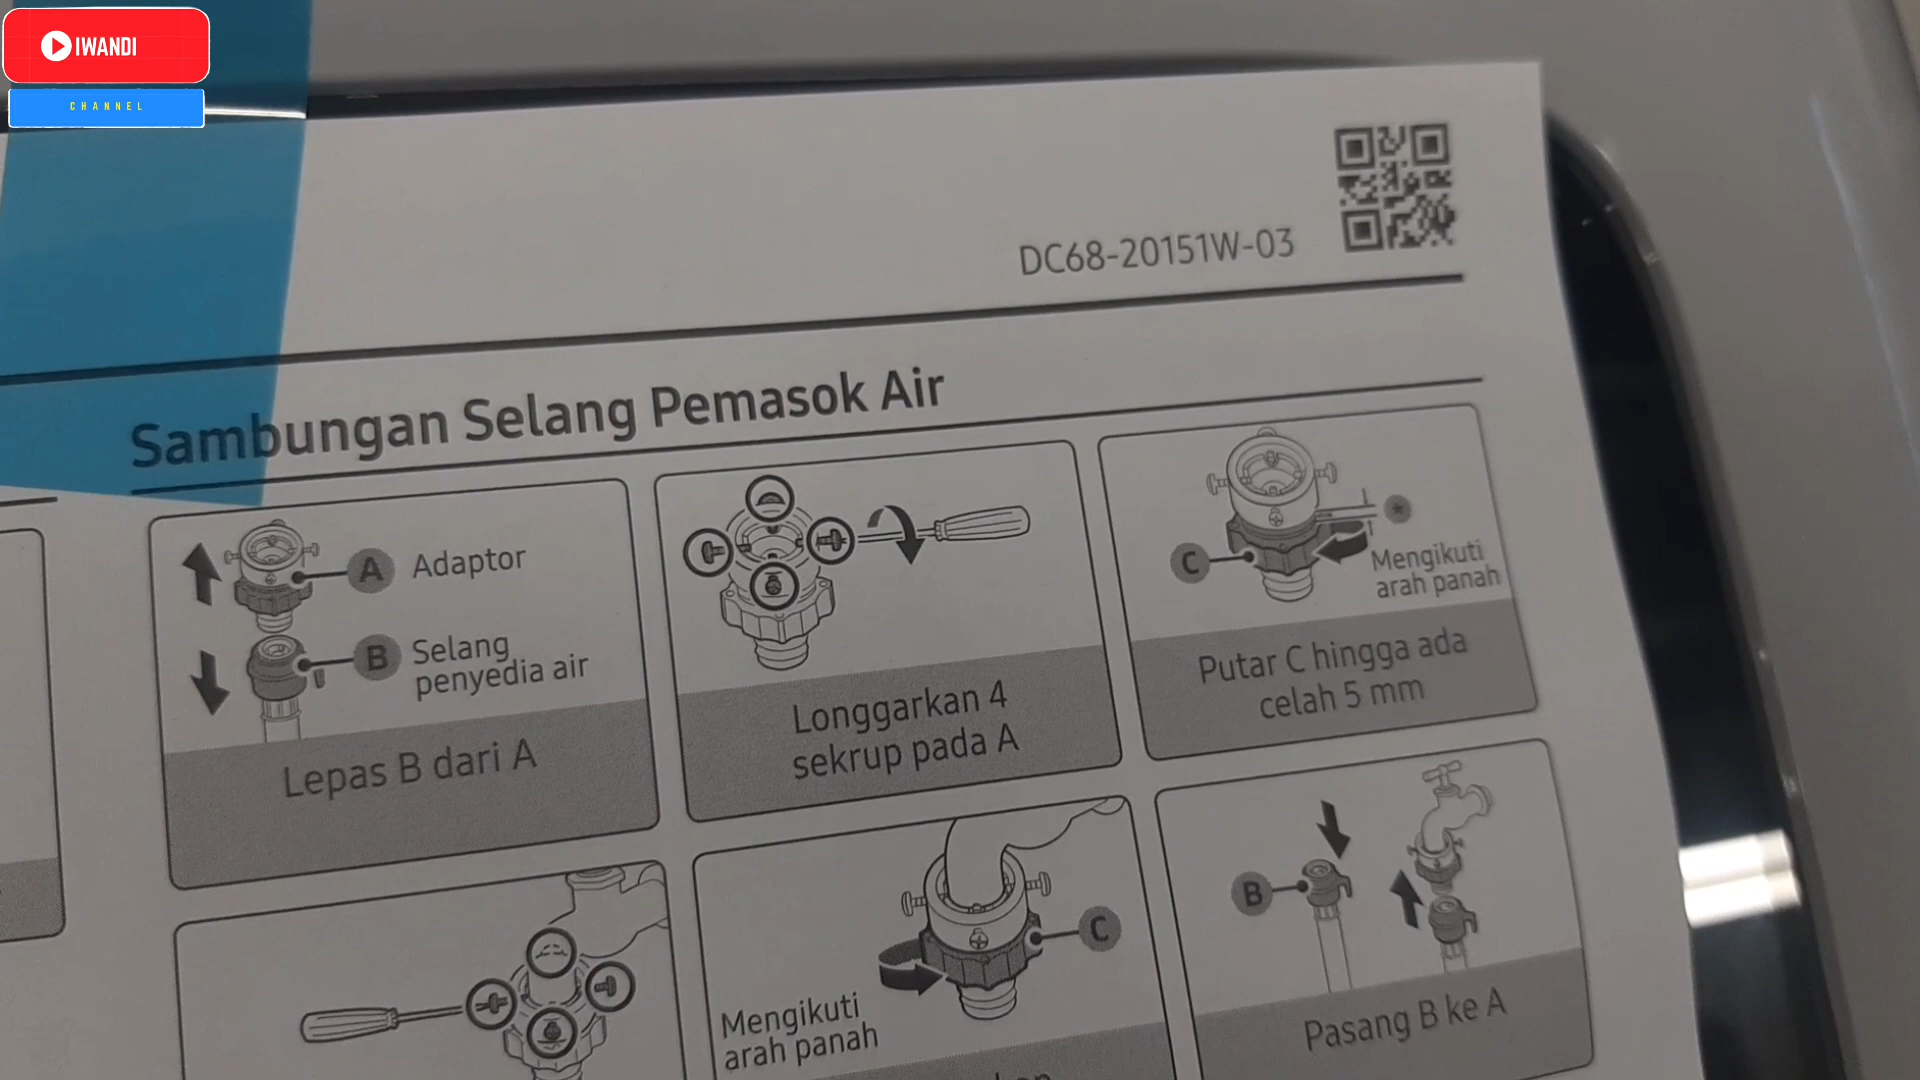 IWANDI
CHANNEL
DC68-20151W-03
Sambungan Selang Pemasok Air
A Adaptor
B Selang
penyedia air
Lepas B dari A
Longgarkan 4
sekrup pada A
C
*
Mengikuti
arah panah
Putar C hingga ada
celah 5 mm
C
Mengikuti
arah panah
B
Pasang B ke A